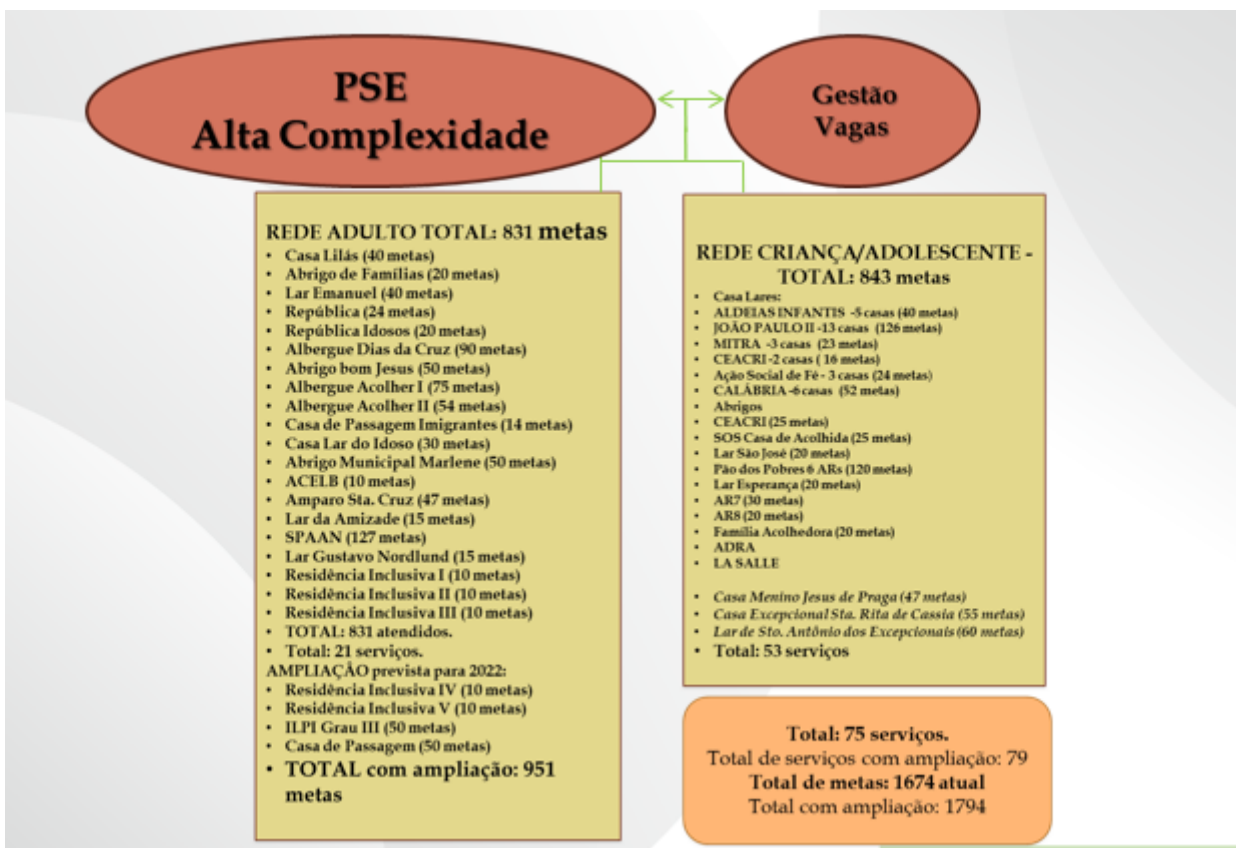 PSE
Alta Complexidade
Gestão
Vagas
REDE ADULTO TOTAL: 831 metas
• Casa Lilás (40 metas)
• Abrigo de Famílias (20 metas)
• Lar Emanuel (40 metas)
• República (24 metas)
• República Idosos (20 metas)
• Albergue Dias da Cruz (90 metas)
• Abrigo bom Jesus (50 metas)
• Albergue Acolher I (75 metas)
• Albergue Acolher II (54 metas)
• Casa de Passagem Imigrantes (14 metas)
• Casa Lar do Idoso (30 metas)
• Abrigo Municipal Marlene (50 metas)
• ACELB (10 metas)
• Amparo Sta. Cruz (47 metas)
• Lar da Amizade (15 metas)
• SPAAN (127 metas)
• Lar Gustavo Nordlund (15 metas)
• Residência Inclusiva I (10 metas)
• Residência Inclusiva II (10 metas)
• Residência Inclusiva III (10 metas)
• TOTAL: 831 atendidos.
• Total: 21 serviços.
AMPLIAÇÃO prevista para 2022:
• Residência Inclusiva IV (10 metas)
• Residência Inclusiva V (10 metas)
• ILPI Grau III (50 metas)
• Casa de Passagem (50 metas)
• TOTAL com ampliação: 951
metas
REDE CRIANÇA/ADOLESCENTE -
TOTAL: 843 metas
• Casa Lares:
• ALDEIAS INFANTIS -5 casas (40 metas)
• JOÃO PAULO II -13 casas (126 metas)
• MITRA -3 casas (23 metas)
• CEACRI -2 casas ( 16 metas)
• Ação Social de Fé - 3 casas (24 metas)
• CALÁBRIA -6 casas (52 metas)
• Abrigos
• CEACRI (25 metas)
• SOS Casa de Acolhida (25 metas)
• Lar São José (20 metas)
• Pão dos Pobres 6 ARs (120 metas)
• Lar Esperança (20 metas)
• AR7 (30 metas)
• AR8 (20 metas)
• Família Acolhedora (20 metas)
• ADRA
• LA SALLE
• Casa Menino Jesus de Praga (47 metas)
• Casa Excepcional Sta. Rita de Cassia (55 metas)
• Lar de Sto. Antônio dos Excepcionais (60 metas)
• Total: 53 serviços
Total: 75 serviços.
Total de serviços com ampliação: 79
Total de metas: 1674 atual
Total com ampliação: 1794